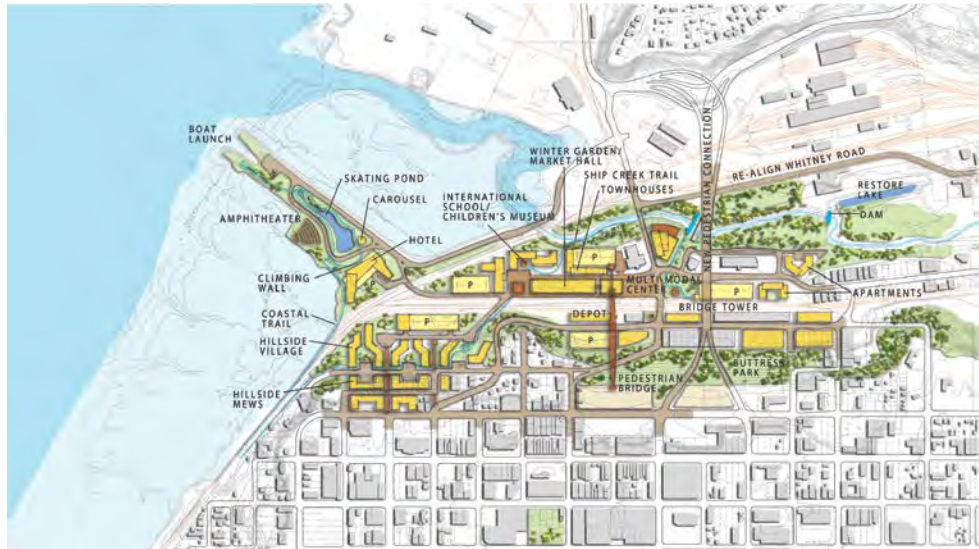 BOAT
LAUNCH
SKATING POND
CAROUSEL
AMPHITHEATER
HOTEL
CLIMBING
WALL
COASTAL
TRAIL
HILLSIDE
VILLAGE
HILLSIDE
MEWS
INTERNATIONAL
SCHOOL/
CHILDREN'S MUSEUM
WINTER GARDEN/
MARKET HALL
SHIP CREEK TRAIL
TOWNHOUSES
NEW PEDESTRIAN CONNECTION
RE-ALIGN WHITNEY ROAD
RESTORE
LAKE
DAM
MULTI-MODAL
CENTER
APARTMENTS
BRIDGE TOWER
DEPOT
PEDESTRIAN
BRIDGE
BUTTRESS
PARK
P
P
P
P
P
P